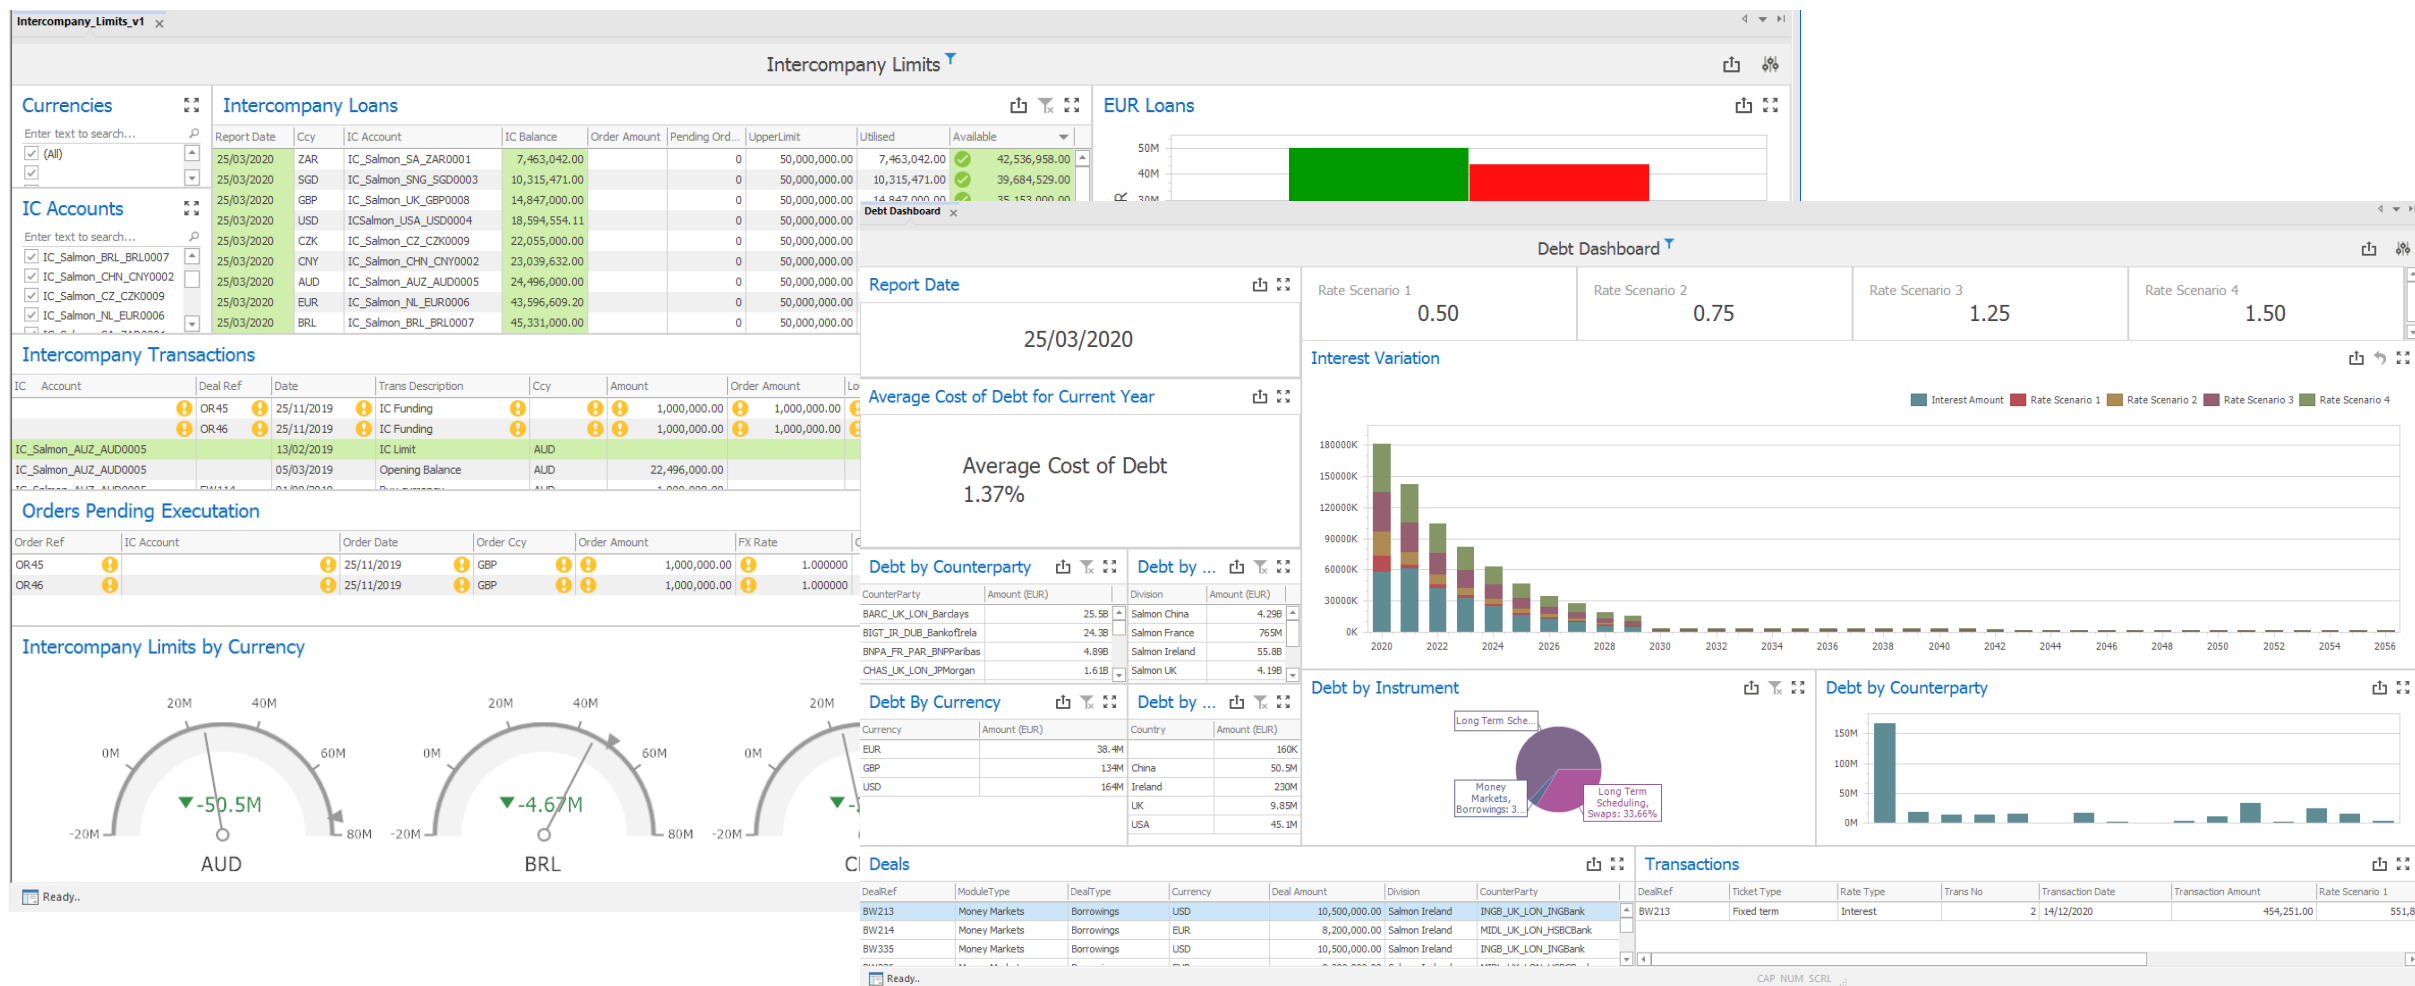 Intercompany_Limits_v1
Intercompany Limits
Currencies
Enter text to search...
(All)
IC Accounts
Enter text to search...
IC_Salmon_BRL_BRL0007
IC_Salmon_CHN_CNY0002
IC_Salmon_CZ_CZK0009
IC_Salmon_NL_EUR0006
Intercompany Loans
Report Date Ccy IC Account IC Balance Order Amount Pending Ord... UpperLimit Utilised Available
25/03/2020 ZAR IC_Salmon_SA_ZAR0001 7,463,042.00 0 50,000,000.00 7,463,042.00 42,536,958.00
25/03/2020 SGD IC_Salmon_SNG_SGD0003 10,315,471.00 0 50,000,000.00 10,315,471.00 39,684,529.00
25/03/2020 GBP IC_Salmon_UK_GBP0008 14,847,000.00 0 50,000,000.00 14,847,000.00 35,153,000.00
25/03/2020 USD ICSalmon_USA_USD0004 18,594,554.11 0 50,000,000.00
25/03/2020 CZK IC_Salmon_CZ_CZK0009 22,055,000.00 0 50,000,000.00
25/03/2020 CNY IC_Salmon_CHN_CNY0002 23,039,632.00 0 50,000,000.00
25/03/2020 AUD IC_Salmon_AUZ_AUD0005 24,496,000.00 0 50,000,000.00
25/03/2020 EUR IC_Salmon_NL_EUR0006 43,596,609.20 0 50,000,000.00
25/03/2020 BRL IC_Salmon_BRL_BRL0007 45,331,000.00 0 50,000,000.00
EUR Loans
50M
40M
30M
Intercompany Transactions
IC Account Deal Ref Date Trans Description Ccy Amount Order Amount Lo
OR45 25/11/2019 IC Funding 1,000,000.00 1,000,000.00
OR46 25/11/2019 IC Funding 1,000,000.00 1,000,000.00
IC_Salmon_AUZ_AUD0005 13/02/2019 IC Limit AUD
IC_Salmon_AUZ_AUD0005 05/03/2019 Opening Balance AUD 22,496,000.00
Orders Pending Executation
Order Ref IC Account Order Date Order Ccy Order Amount FX Rate C
OR45 25/11/2019 GBP 1,000,000.00 1.000000
OR46 25/11/2019 GBP 1,000,000.00 1.000000
Intercompany Limits by Currency
-20M 0M 20M 40M 60M 80M
-50.5M
AUD
-20M 0M 20M 40M 60M 80M
-4.67M
BRL
-20M 0M 20M
Ready..
Debt Dashboard
Debt Dashboard
Report Date
25/03/2020
Average Cost of Debt for Current Year
Average Cost of Debt
1.37%
Rate Scenario 1
0.50
Rate Scenario 2
0.75
Rate Scenario 3
1.25
Rate Scenario 4
1.50
Interest Variation
Interest Amount Rate Scenario 1 Rate Scenario 2 Rate Scenario 3 Rate Scenario 4
180000K
150000K
120000K
90000K
60000K
30000K
0K
2020 2022 2024 2026 2028 2030 2032 2034 2036 2038 2040 2042 2044 2046 2048 2050 2052 2054 2056
Debt by Counterparty
CounterParty Amount (EUR)
BARC_UK_LON_Barclays 25.5B
BIGT_IR_DUB_BankofIrela 24.3B
BNPA_FR_PAR_BNPParibas 4.89B
CHAS_UK_LON_JPMorgan 1.61B
Debt by ...
Division Amount (EUR)
Salmon China 4.29B
Salmon France 765M
Salmon Ireland 55.8B
Salmon UK 4.19B
Debt By Currency
Currency Amount (EUR)
EUR 38.4M
GBP 134M
USD 164M
Debt by ...
Country Amount (EUR)
160K
China 50.5M
Ireland 230M
UK 9.85M
USA 45.1M
Debt by Instrument
Long Term Sche...
Money
Markets,
Borrowings: 3...
Long Term
Scheduling,
Swaps: 33.66%
Debt by Counterparty
150M
100M
50M
0M
Deals
DealRef ModuleType DealType Currency Deal Amount Division CounterParty
BW213 Money Markets Borrowings USD 10,500,000.00 Salmon Ireland INGB_UK_LON_INGBank
BW214 Money Markets Borrowings EUR 8,200,000.00 Salmon Ireland MIDL_UK_LON_HSBCBank
BW335 Money Markets Borrowings USD 10,500,000.00 Salmon Ireland INGB_UK_LON_INGBank
Transactions
DealRef Ticket Type Rate Type Trans No Transaction Date Transaction Amount Rate Scenario 1
BW213 Fixed term Interest 2 14/12/2020 454,251.00 551,8
Ready..
CAP NUM SCRL